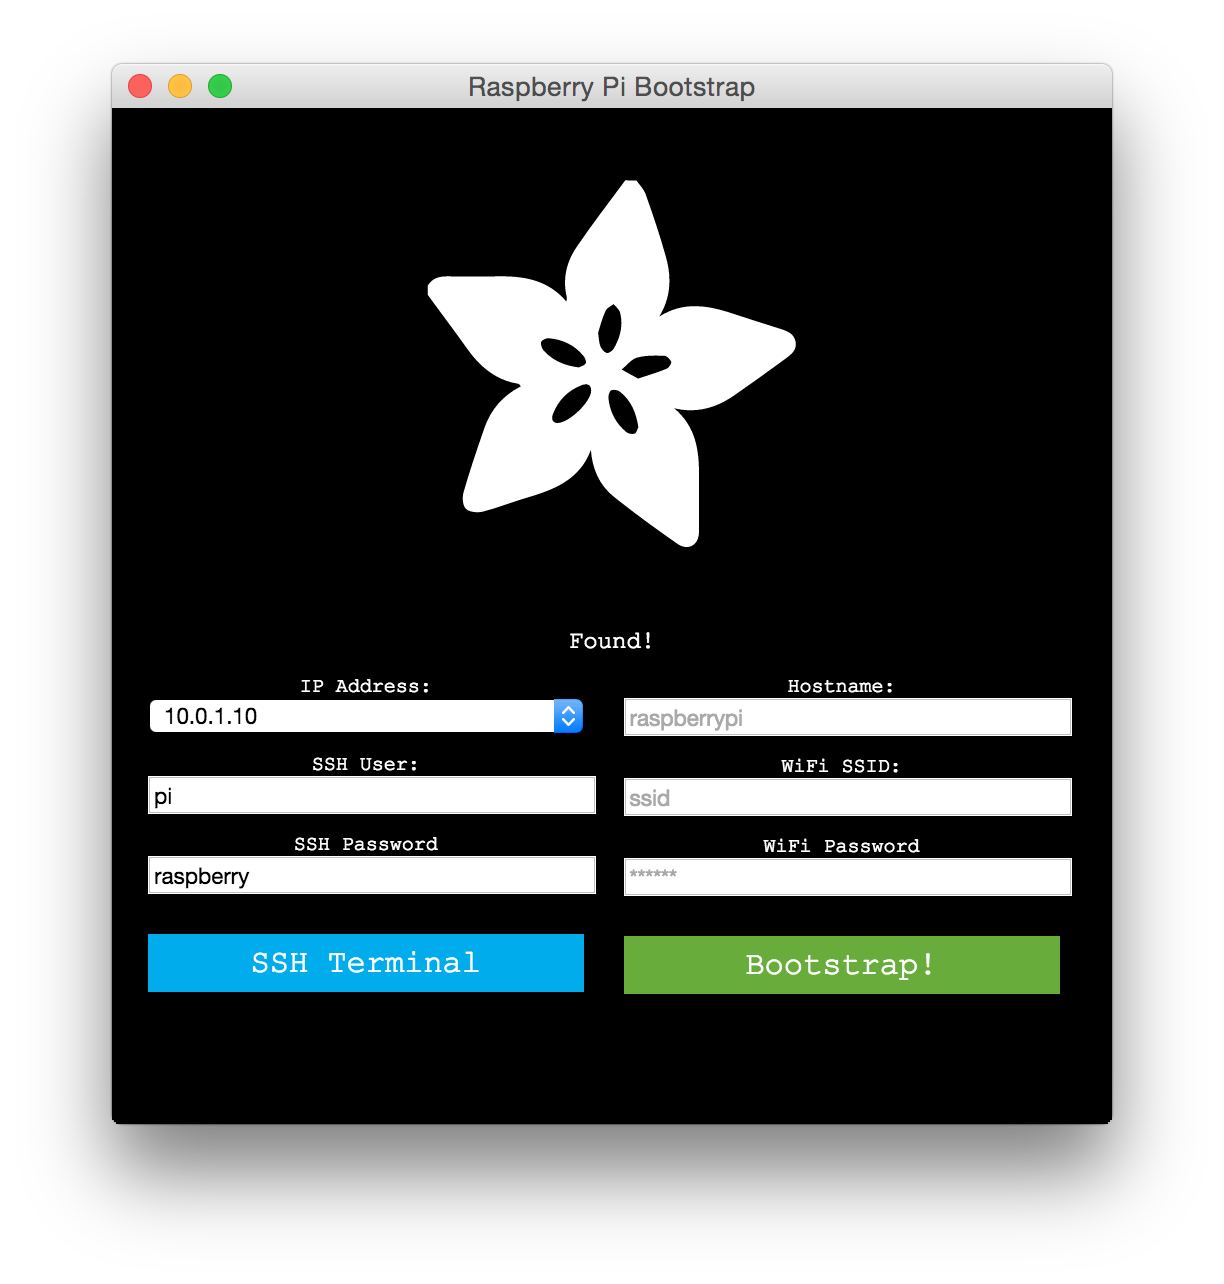 Raspberry Pi Bootstrap
Found!
IP Address:
10.0.1.10
SSH User:
pi
SSH Password
raspberry
SSH Terminal
Hostname:
raspberrypi
WiFi SSID:
ssid
WiFi Password
******
Bootstrap!